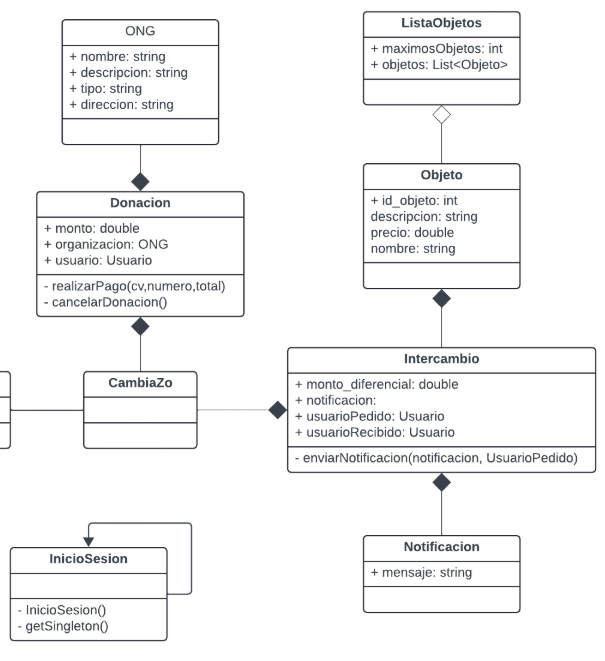 ONG
+ nombre: string
+ descripcion: string
+ tipo: string
+ direccion: string
ListaObjetos
+ maximosObjetos: int
+ objetos: List<Objeto>
Donacion
+ monto: double
+ organizacion: ONG
+ usuario: Usuario
- realizarPago(cv,numero,total)
- cancelarDonacion()
Objeto
+ id_objeto: int
descripcion: string
precio: double
nombre: string
CambiaZo
Intercambio
+ monto_diferencial: double
+ notificacion:
+ usuarioPedido: Usuario
+ usuarioRecibido: Usuario
- enviarNotificacion(notificacion, UsuarioPedido)
InicioSesion
- InicioSesion()
- getSingleton()
Notificacion
+ mensaje: string